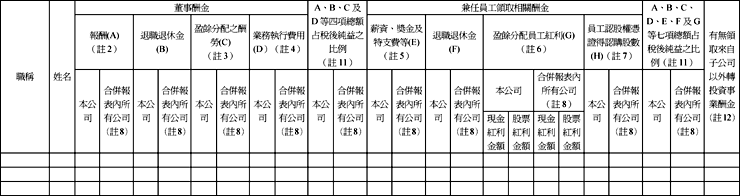 董事酬金
A、B、C 及
D 等四項總額
占稅後純益之
比例
(註 11)
兼任員工領取相關酬金
A、B、C、
D、E、F 及 G
等七項總額占
稅後純益之比
例(註 11)
有無領
取來自
子公司
以外轉
投資事
業酬金
(註 12)
職稱
姓名
報酬(A)
(註 2)
退職退休金
(B)
盈餘分配之酬
勞(C)
(註 3)
業務執行費用
(D)(註 4)
薪資、獎金及
特支費等(E)
(註 5)
退職退休金
(F)
盈餘分配員工紅利(G)
(註 6)
員工認股權憑
證得認購股數
(H)(註 7)
本公
司
合併報
表內所
有公司
(註 8)
本公
司
合併報
表內所
有公司
(註 8)
本公
司
合併報
表內所
有公司
(註 8)
本公
司
合併報
表內所
有公司
(註 8)
本公
司
合併報
表內所
有公司
(註 8)
本公
司
合併報
表內所
有公司
(註 8)
本公
司
合併報
表內所
有公司
(註 8)
本公司
合併報表內
所有公司
(註 8)
現金
紅利
金額
股票
紅利
金額
現金
紅利
金額
股票
紅利
金額
本公
司
合併報
表內所
有公司
(註 8)
本公
司
合併報
表內所
有公司
(註 8)